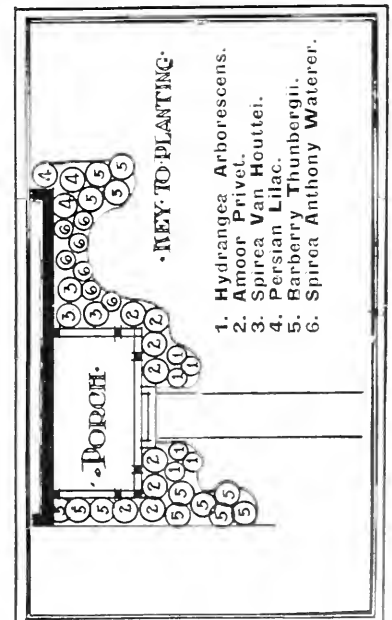 ·PORCH·
·KEY·TO·PLANTING·
1. Hydrangea Arborescens.
2. Amoor Privet.
3. Spirea Van Houttei.
4. Persian Lilac.
5. Barberry Thunbergii.
6. Spirea Anthony Waterer.